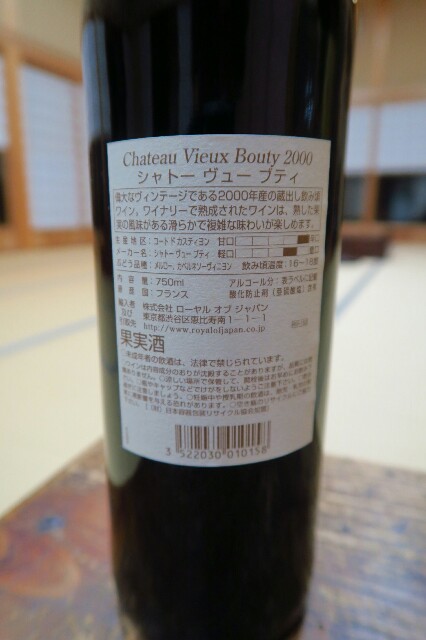 Chateau Vieux Bouty 2000
シャトー ヴュー ブティ
偉大なヴィンテージである2000年産の蔵出し飲み頃
ワイン。ワイナリーで熟成されたワインは、熟した果
実の風味がある滑らかで複雑な味わいが楽しめます。
生産地区：コート ド カスティヨン 甘口 辛口
メーカー名：シャトー ヴュー ブティ 軽口
ぶどう品種：メルロー、カベルネソーヴィニヨン 飲み頃温度：16〜18度
内容量：750ml アルコール分：表ラベルに記載
原産国：フランス 酸化防止剤（亜硫酸塩）含有
輸入者 株式会社 ローヤル オブ ジャパン
及び 東京都渋谷区恵比寿南1-1-1
引取先 http://www.royalofjapan.co.jp
果実酒
未成年者の飲酒は、法律で禁じられています。
3 522030 010158